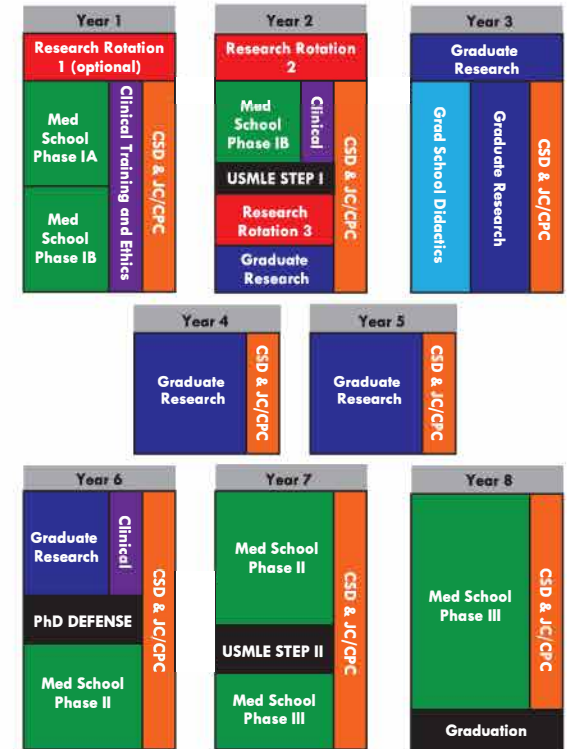 Year 1
Research Rotation
1 (optional)
Med
School
Phase IA
Med
School
Phase IB
Clinical Training and Ethics
CSD & JC/CPC
Year 2
Research Rotation
2
Med
School
Phase IB
Clinical
USMLE STEP I
Research
Rotation 3
Graduate
Research
CSD & JC/CPC
Year 3
Graduate
Research
Grad School Didactics
Graduate Research
CSD & JC/CPC
Year 4
Graduate
Research
CSD & JC/CPC
Year 5
Graduate
Research
CSD & JC/CPC
Year 6
Graduate
Research
Clinical
PhD DEFENSE
Med School
Phase II
CSD & JC/CPC
Year 7
Med School
Phase II
USMLE STEP II
Med School
Phase III
CSD & JC/CPC
Year 8
Med School
Phase III
CSD & JC/CPC
Graduation